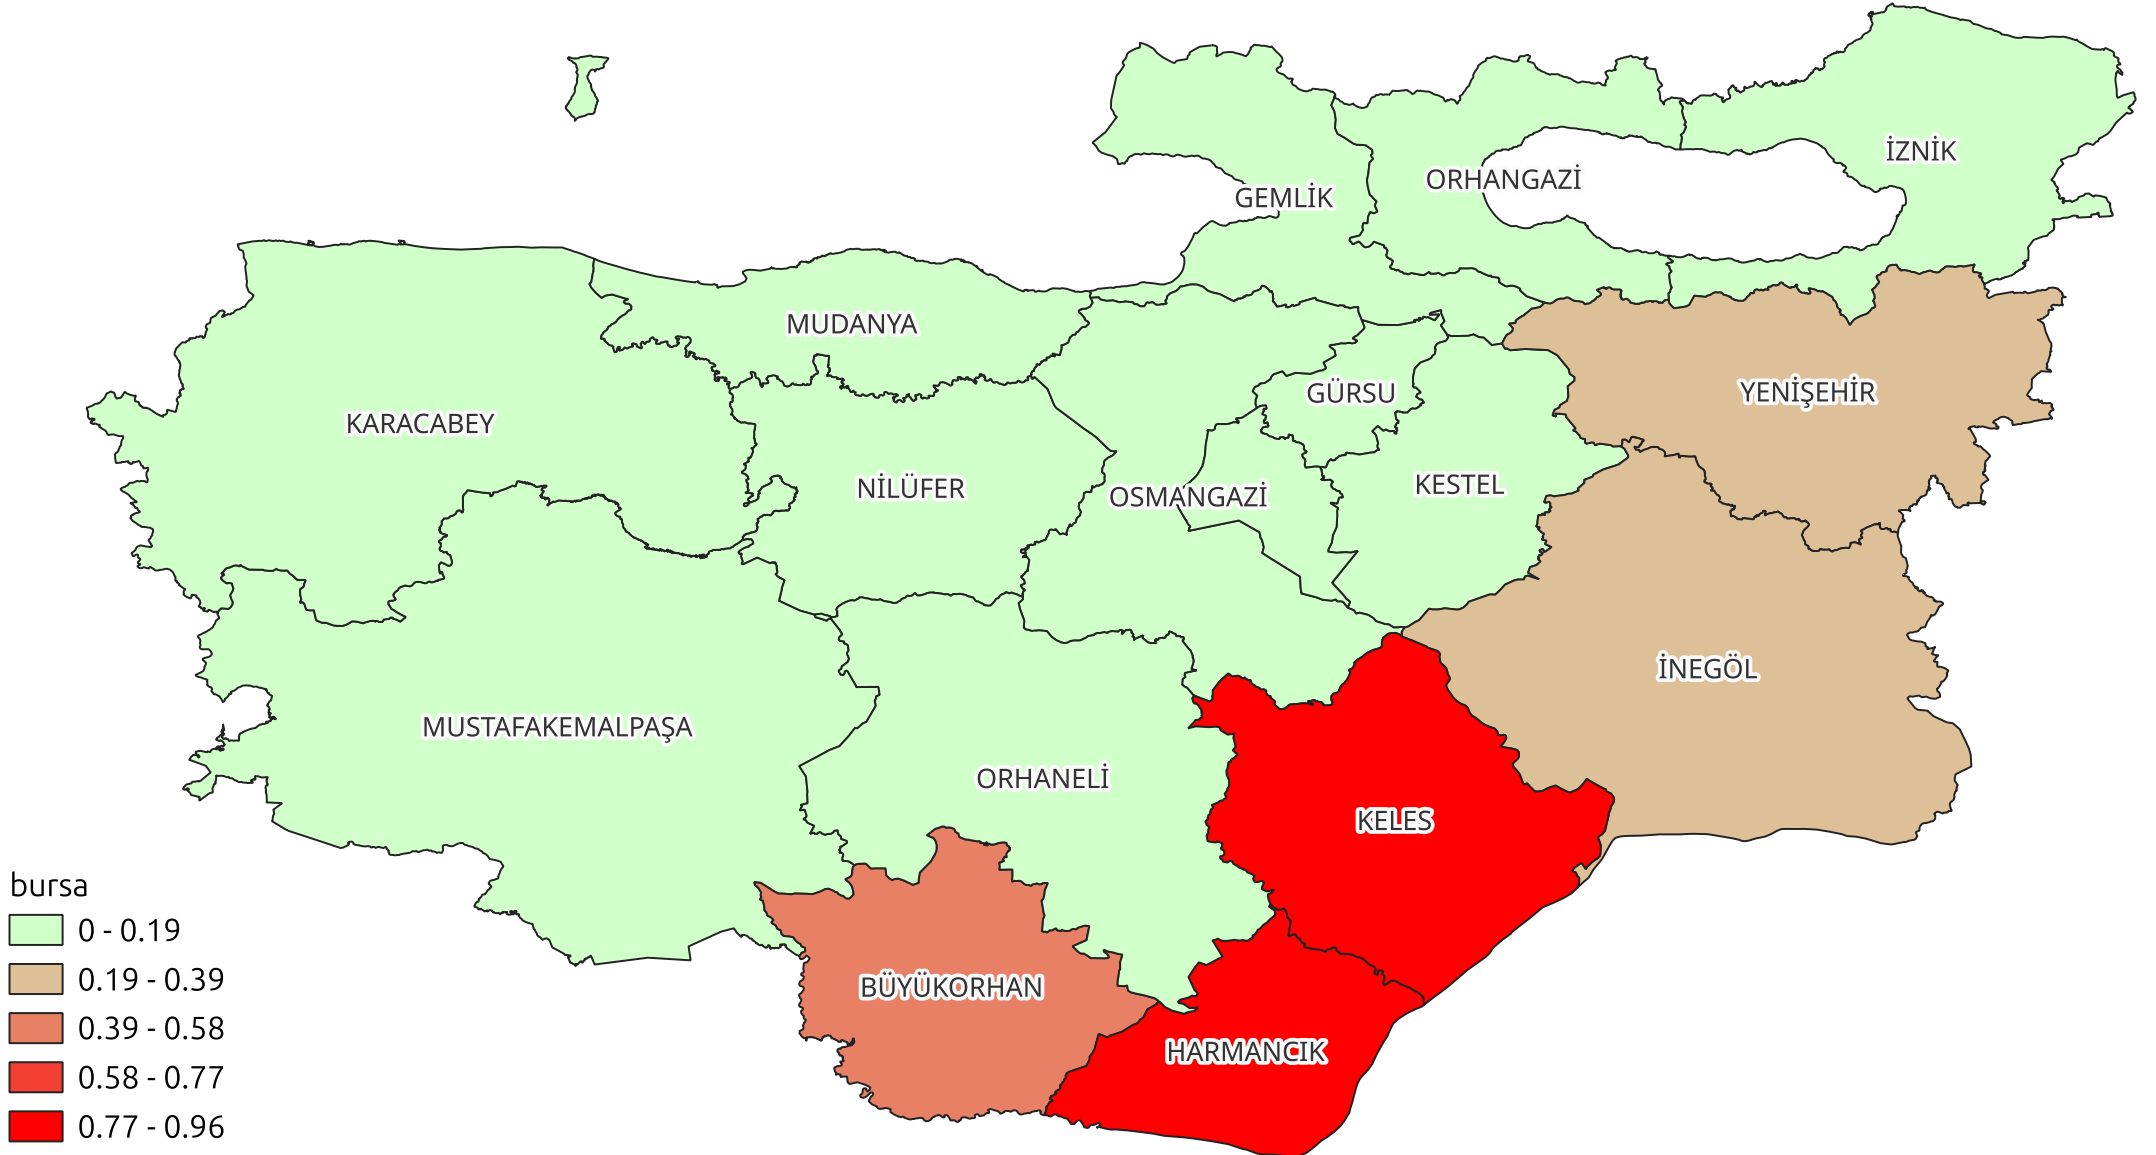 İZNİK
ORHANGAZİ
GEMLİK
MUDANYA
YENİŞEHİR
GÜRSU
KARACABEY
KESTEL
NİLÜFER
OSMANGAZİ
İNEGÖL
MUSTAFAKEMALPAŞA
ORHANELİ
KELES
BÜYÜKORHAN
HARMANCIK
bursa
0 - 0.19
0.19 - 0.39
0.39 - 0.58
0.58 - 0.77
0.77 - 0.96